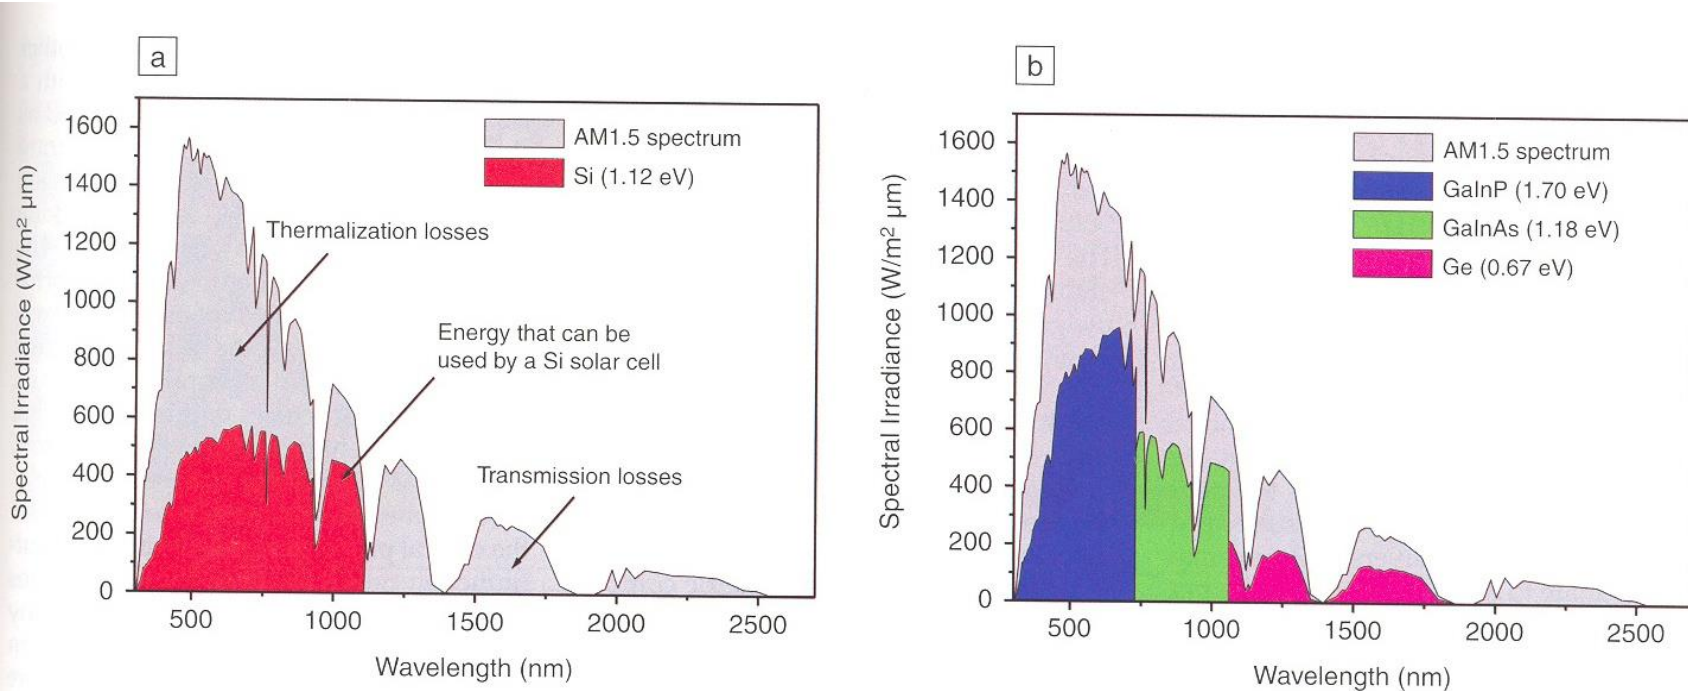 a
1600
1400
1200
1000
800
600
400
200
0
Spectral Irradiance (W/m² μm)
AM1.5 spectrum
Si (1.12 eV)
Thermalization losses
Energy that can be
used by a Si solar cell
Transmission losses
500 1000 1500 2000 2500
Wavelength (nm)
b
1600
1400
1200
1000
800
600
400
200
0
Spectral Irradiance (W/m² μm)
AM1.5 spectrum
GaInP (1.70 eV)
GaInAs (1.18 eV)
Ge (0.67 eV)
500 1000 1500 2000 2500
Wavelength (nm)